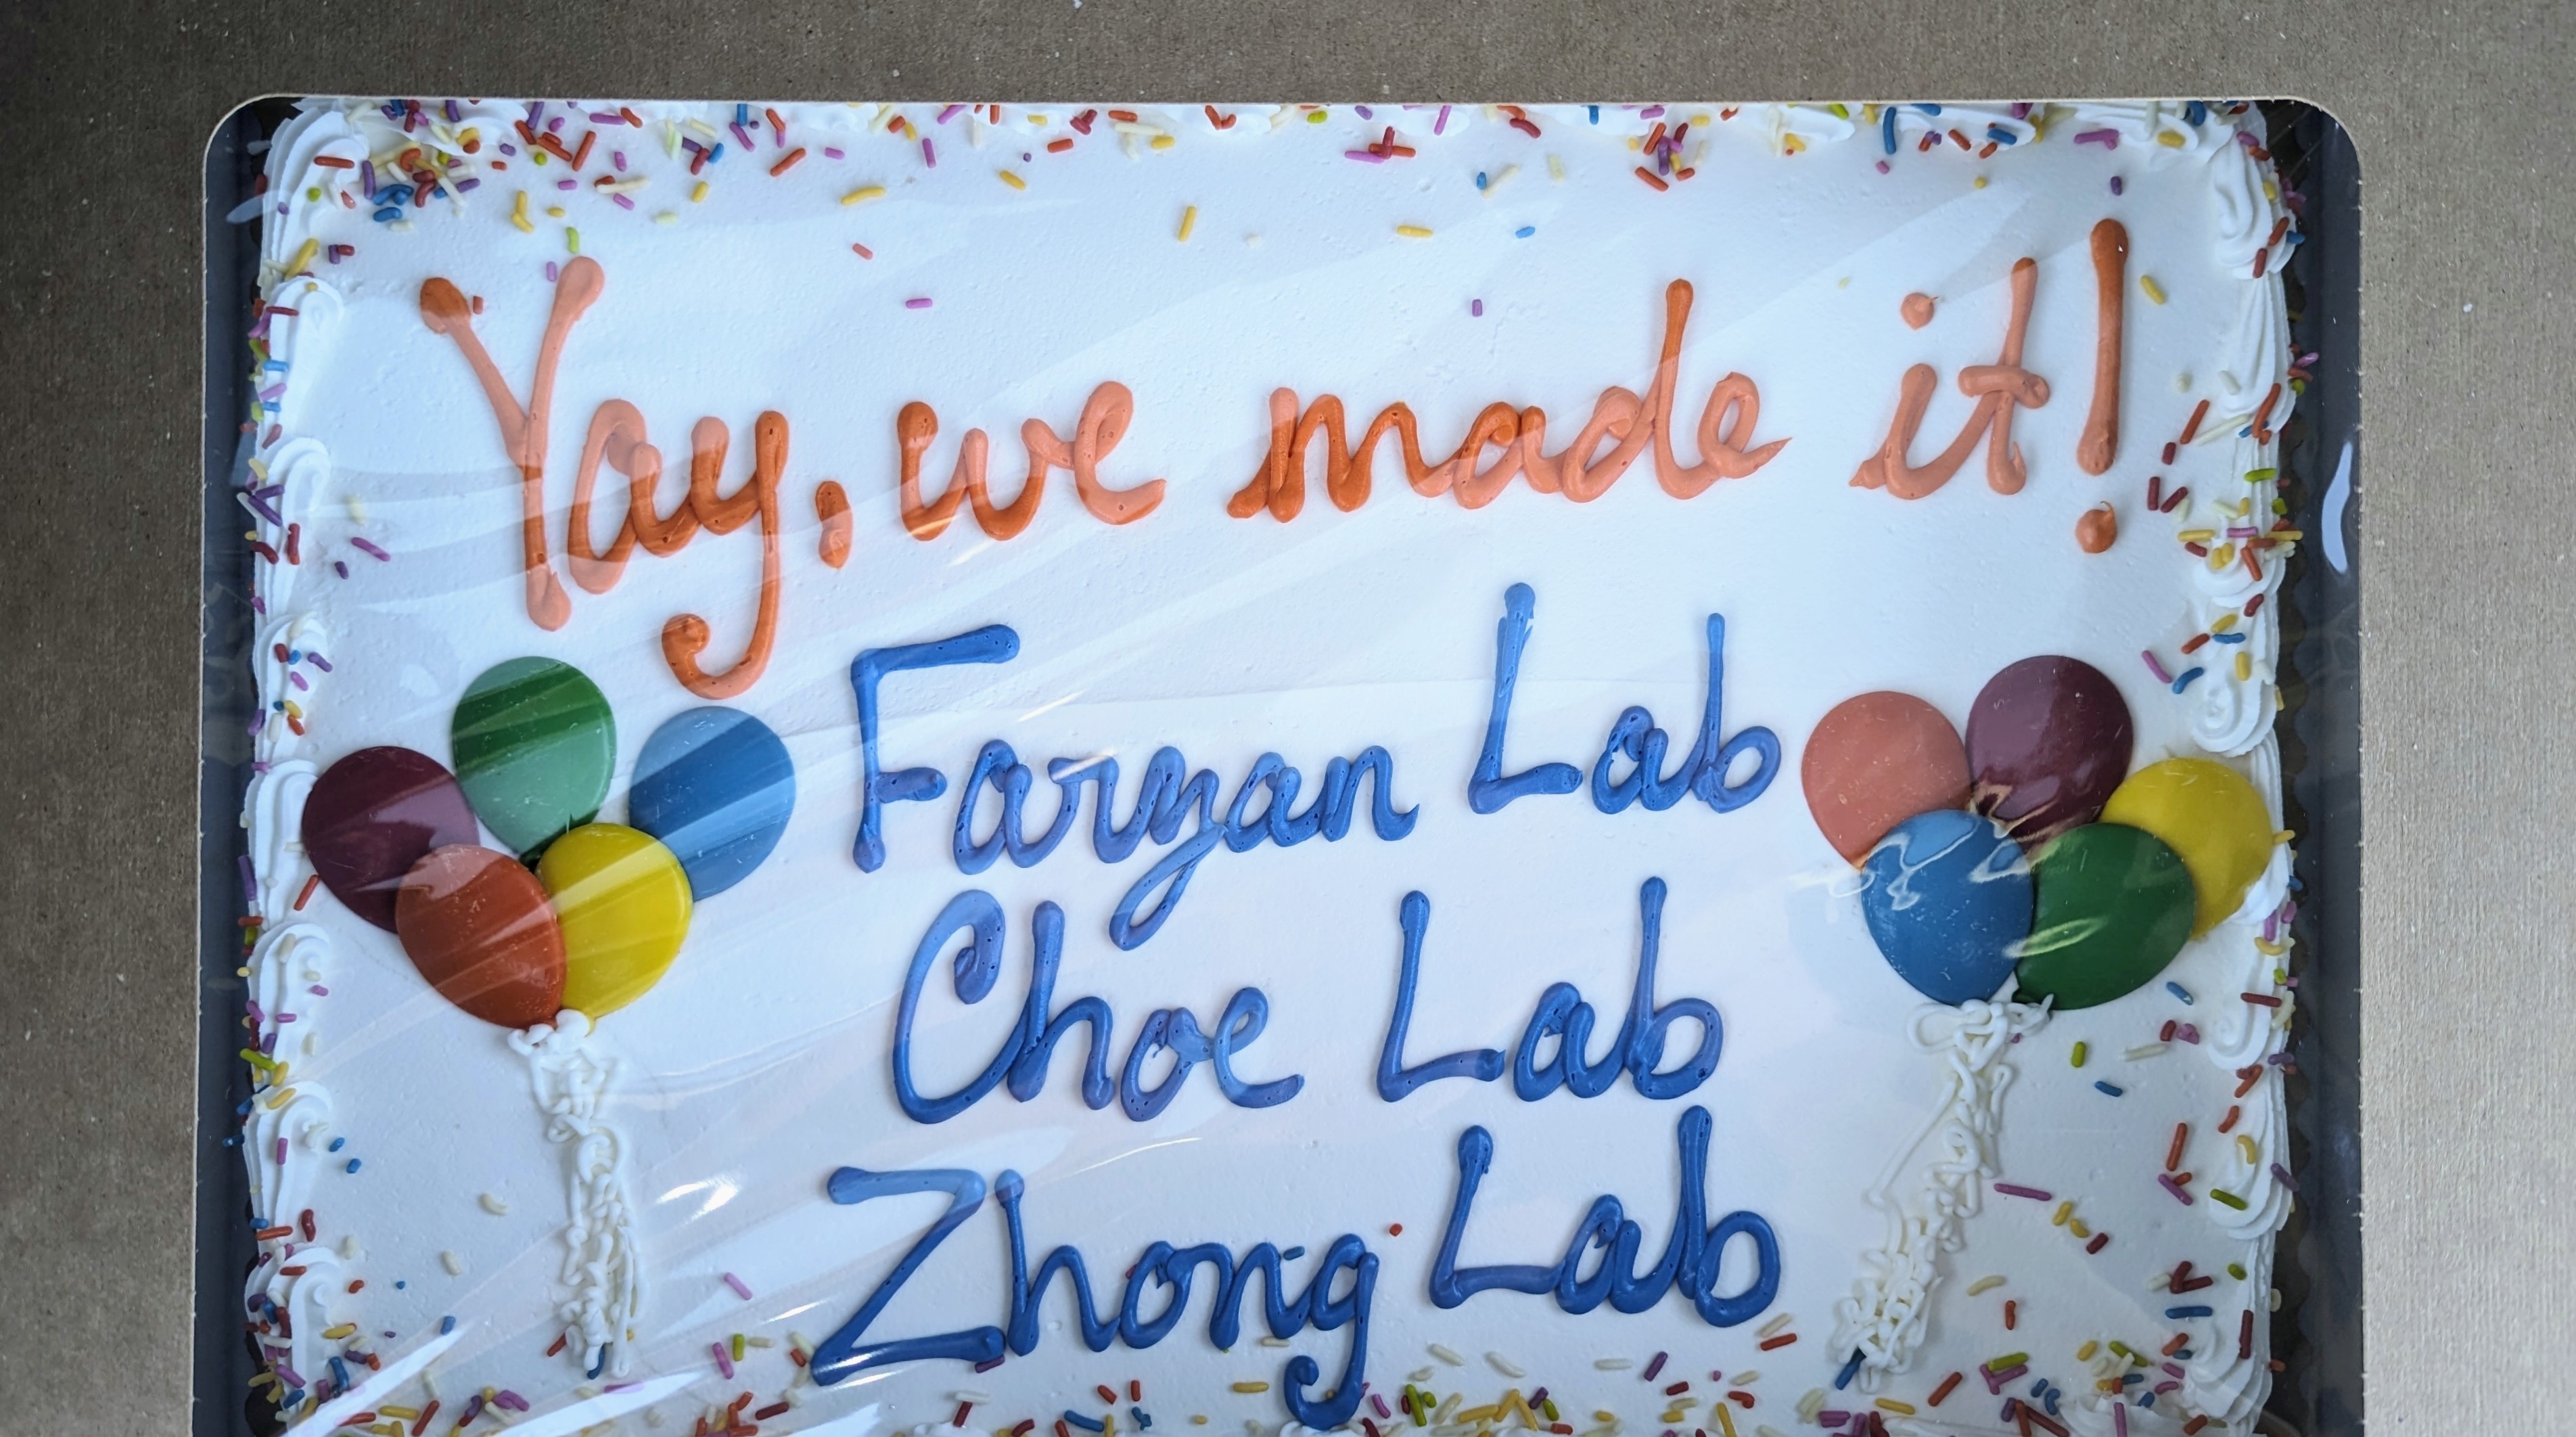 Yay, we made it!
Faryan Lab
Choe Lab
Zhong Lab